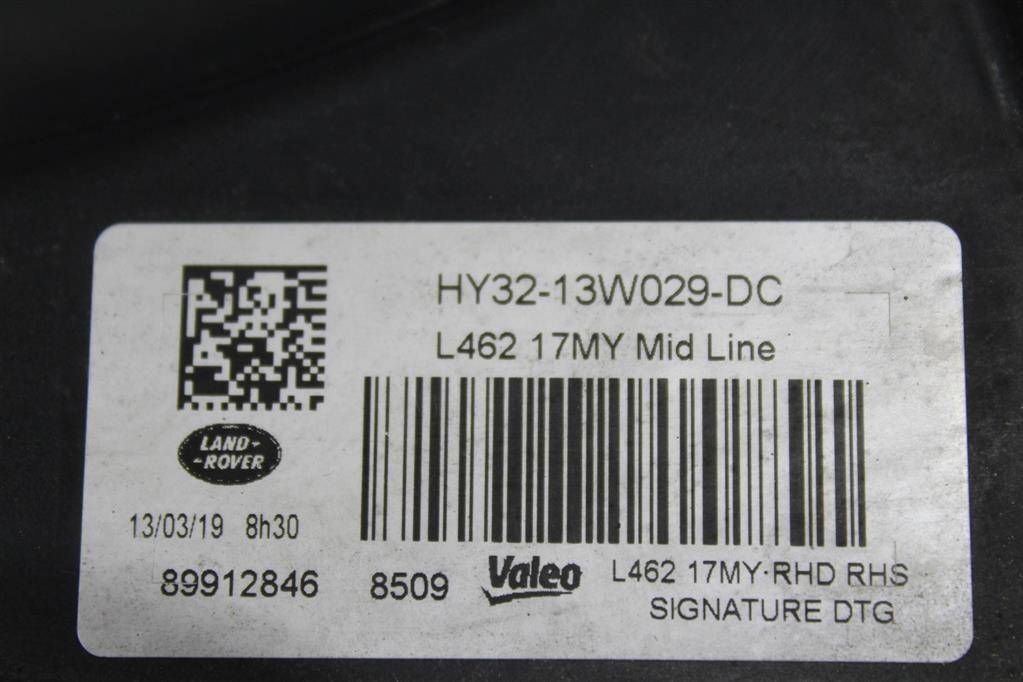 HY32-13W029-DC
L462 17MY Mid Line
LAND-
-ROVER
13/03/19 8h30
89912846 8509 Valeo L462 17MY-RHD RHS
SIGNATURE DTG